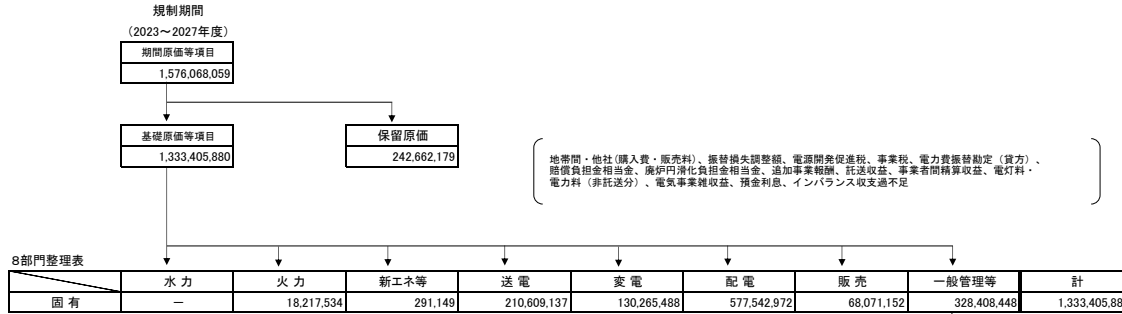 規制期間
（2023～2027年度）
期間原価等項目
1,576,068,059
基礎原価等項目
1,333,405,880
保留原価
242,662,179
地帯間・他社（購入費・販売料）、振替損失調整額、電源開発促進税、事業税、電力費振替勘定（貸方）、
賠償負担金相当金、廃炉円滑化負担金相当金、追加事業報酬、託送収益、事業者間精算収益、電灯料・
電力料（非託送分）、電気事業雑収益、預金利息、インバランス収支過不足
8部門整理表
水 力 火 力 新エネ等 送 電 変 電 配 電 販 売 一般管理等 計
固 有 － 18,217,534 291,149 210,609,137 130,265,488 577,542,972 68,071,152 328,408,448 1,333,405,88